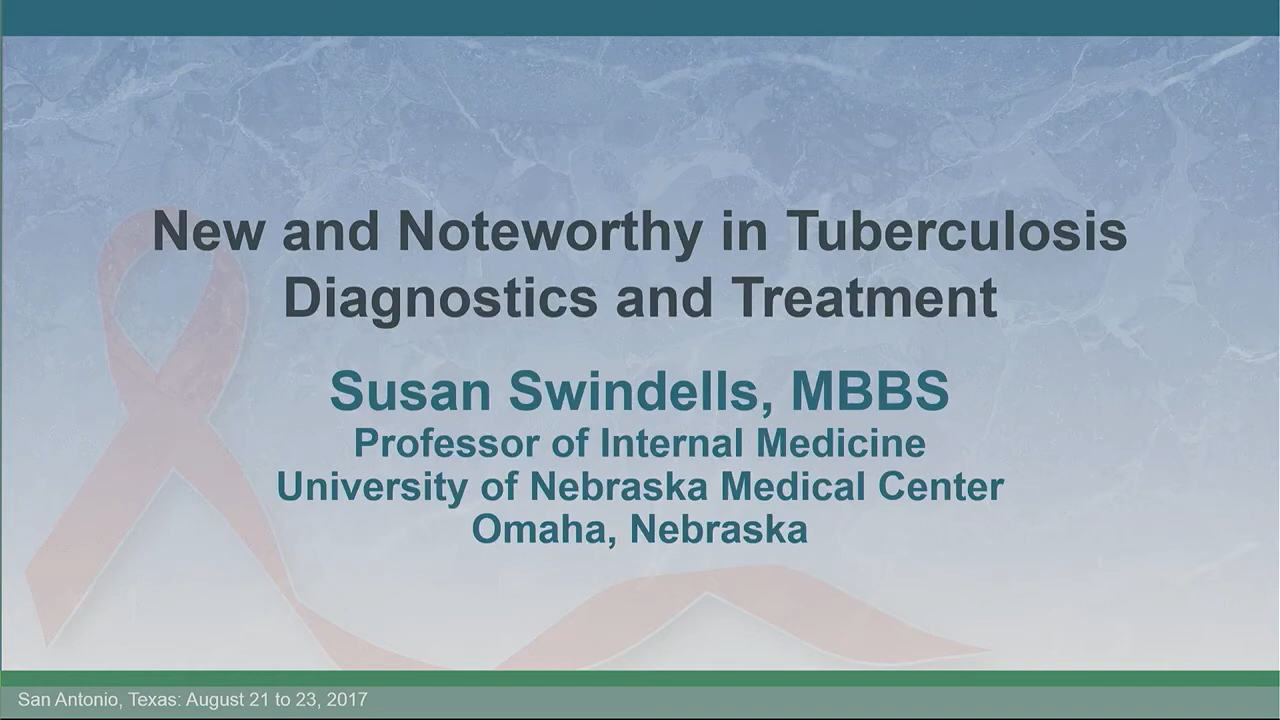 New and Noteworthy in Tuberculosis
Diagnostics and Treatment
Susan Swindells, MBBS
Professor of Internal Medicine
University of Nebraska Medical Center
Omaha, Nebraska
San Antonio, Texas: August 21 to 23, 2017